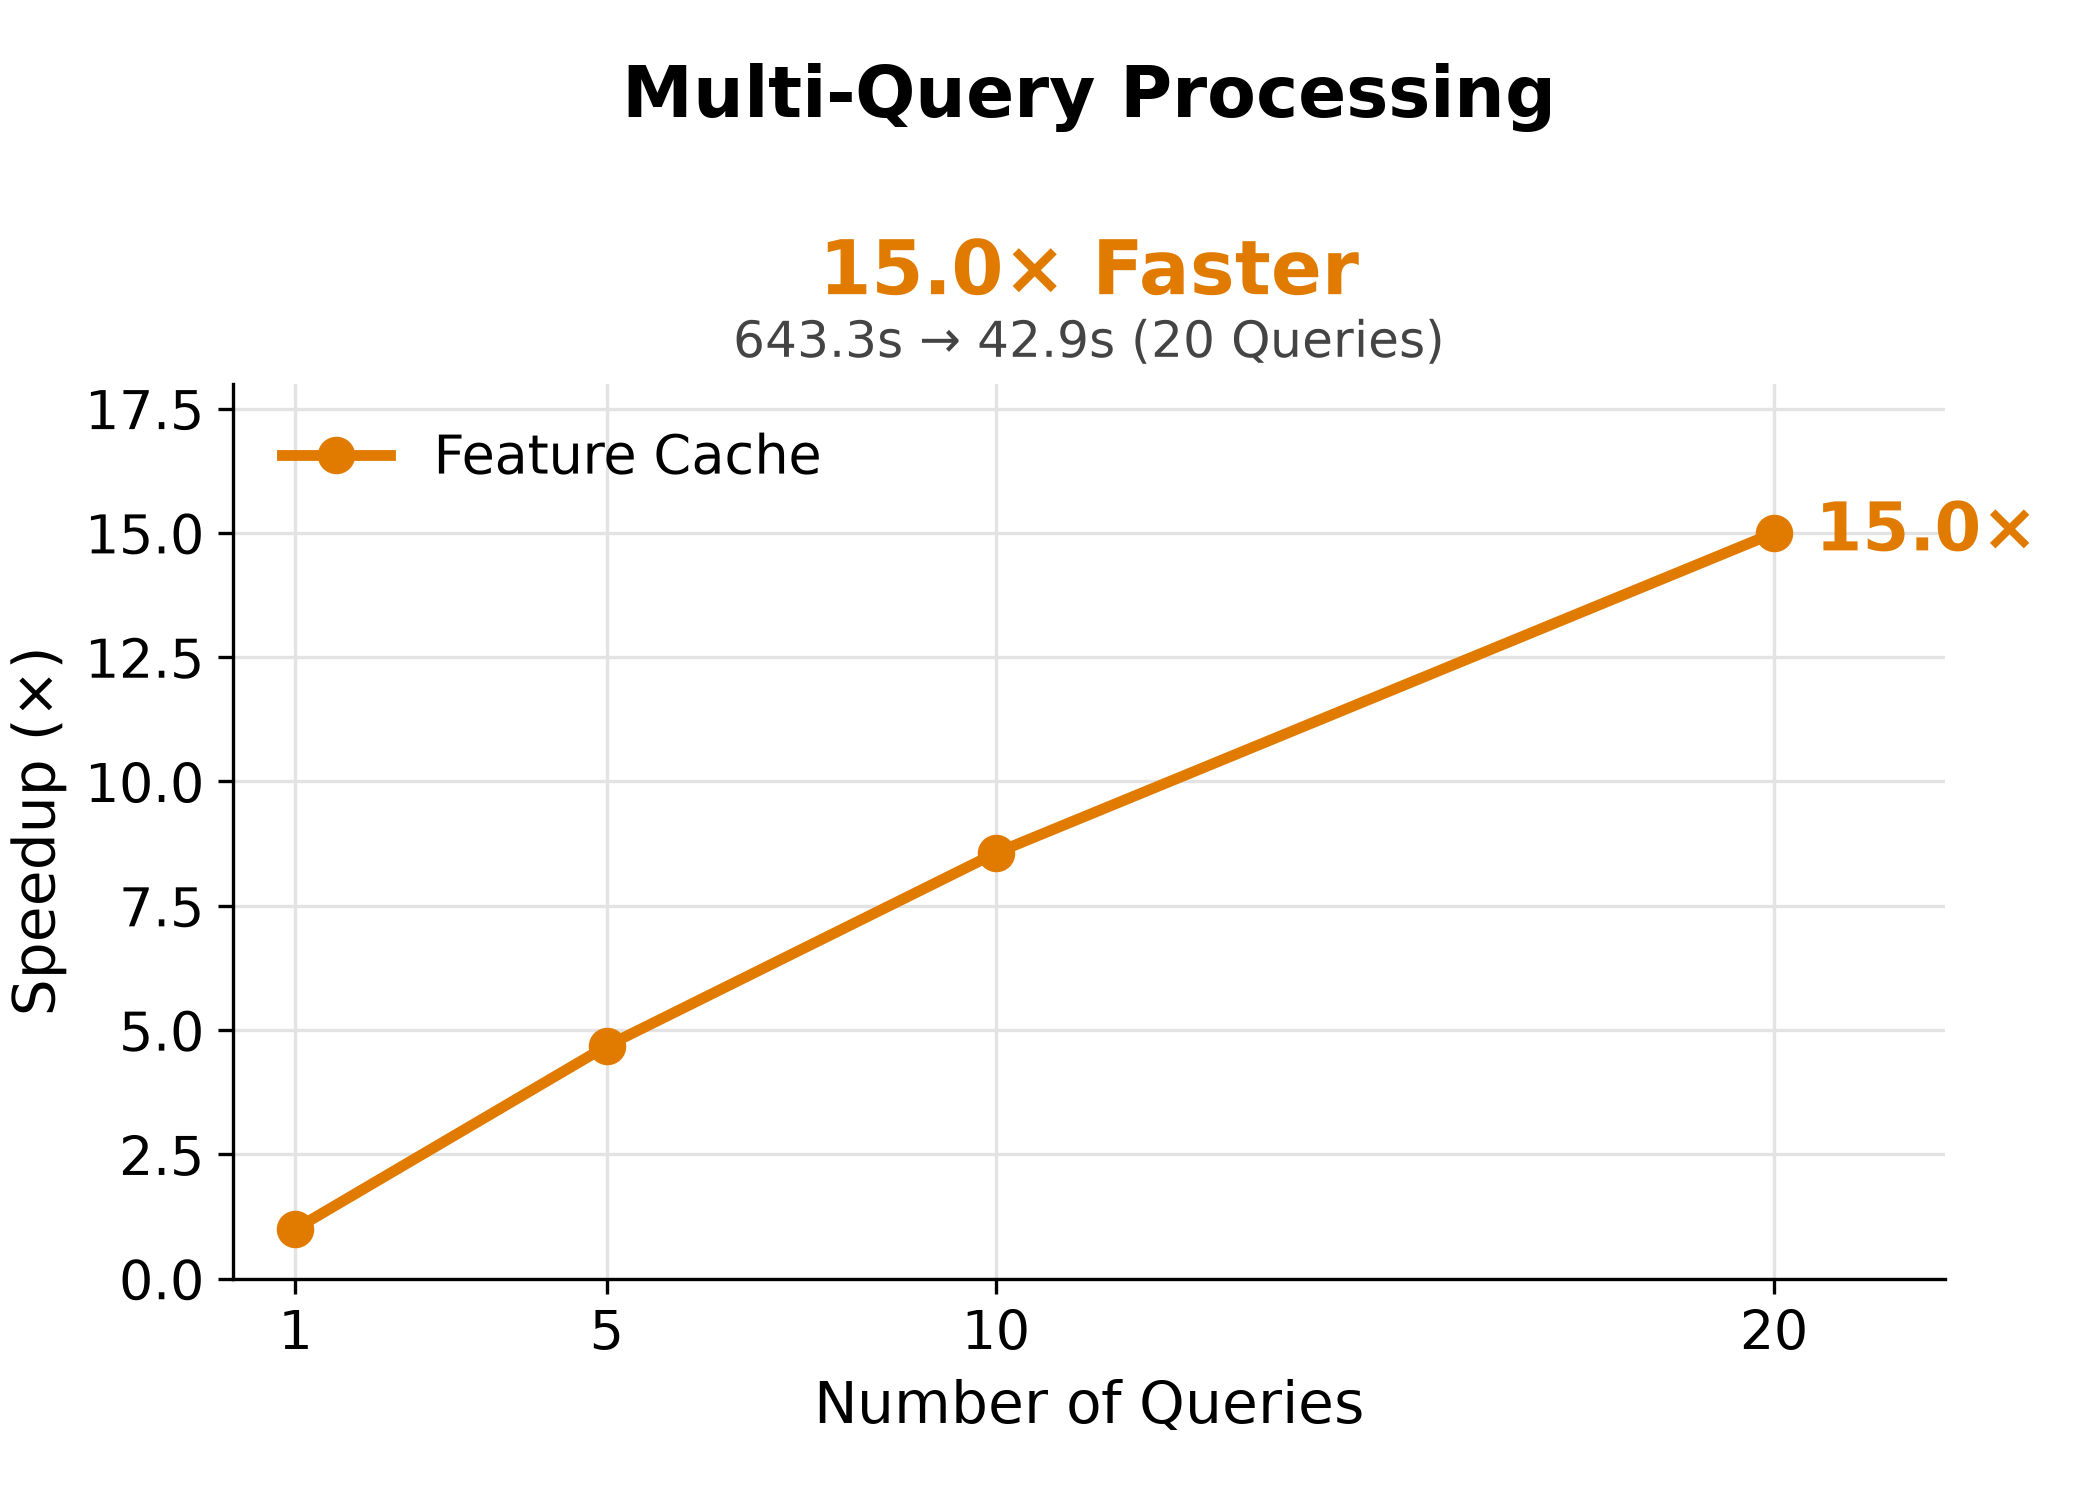 Multi-Query Processing
15.0× Faster
643.3s → 42.9s (20 Queries)
17.5
Feature Cache
15.0
15.0×
12.5
10.0
7.5
5.0
2.5
0.0
Speedup (×)
1 5 10 20
Number of Queries